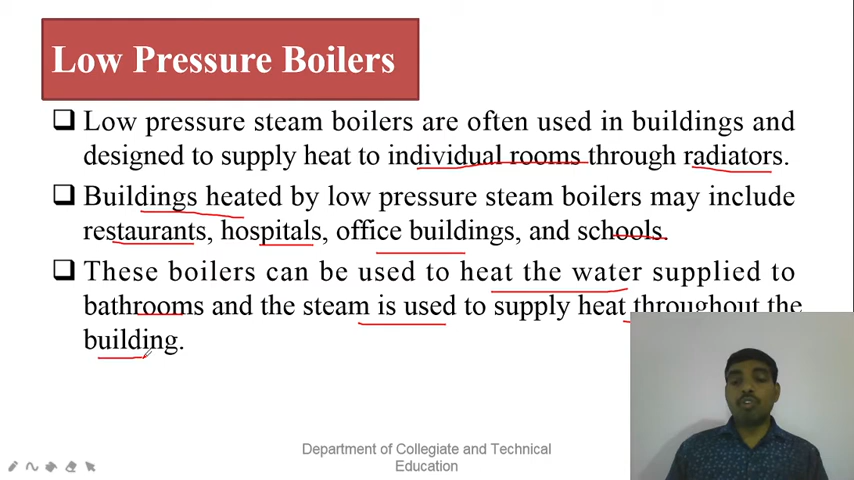 Low Pressure Boilers
❑ Low pressure steam boilers are often used in buildings and
designed to supply heat to individual rooms through radiators.
❑ Buildings heated by low pressure steam boilers may include
restaurants, hospitals, office buildings, and schools.
❑ These boilers can be used to heat the water supplied to
bathrooms and the steam is used to supply heat throughout the
building.
Department of Collegiate and Technical
Education